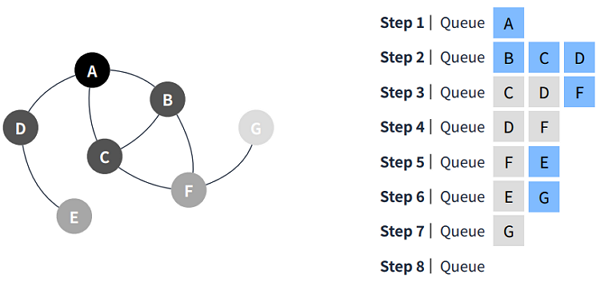 A
B
D
G
C
F
E
Step 1 | Queue A
Step 2 | Queue B C D
Step 3 | Queue C D F
Step 4 | Queue D F
Step 5 | Queue F E
Step 6 | Queue E G
Step 7 | Queue G
Step 8 | Queue